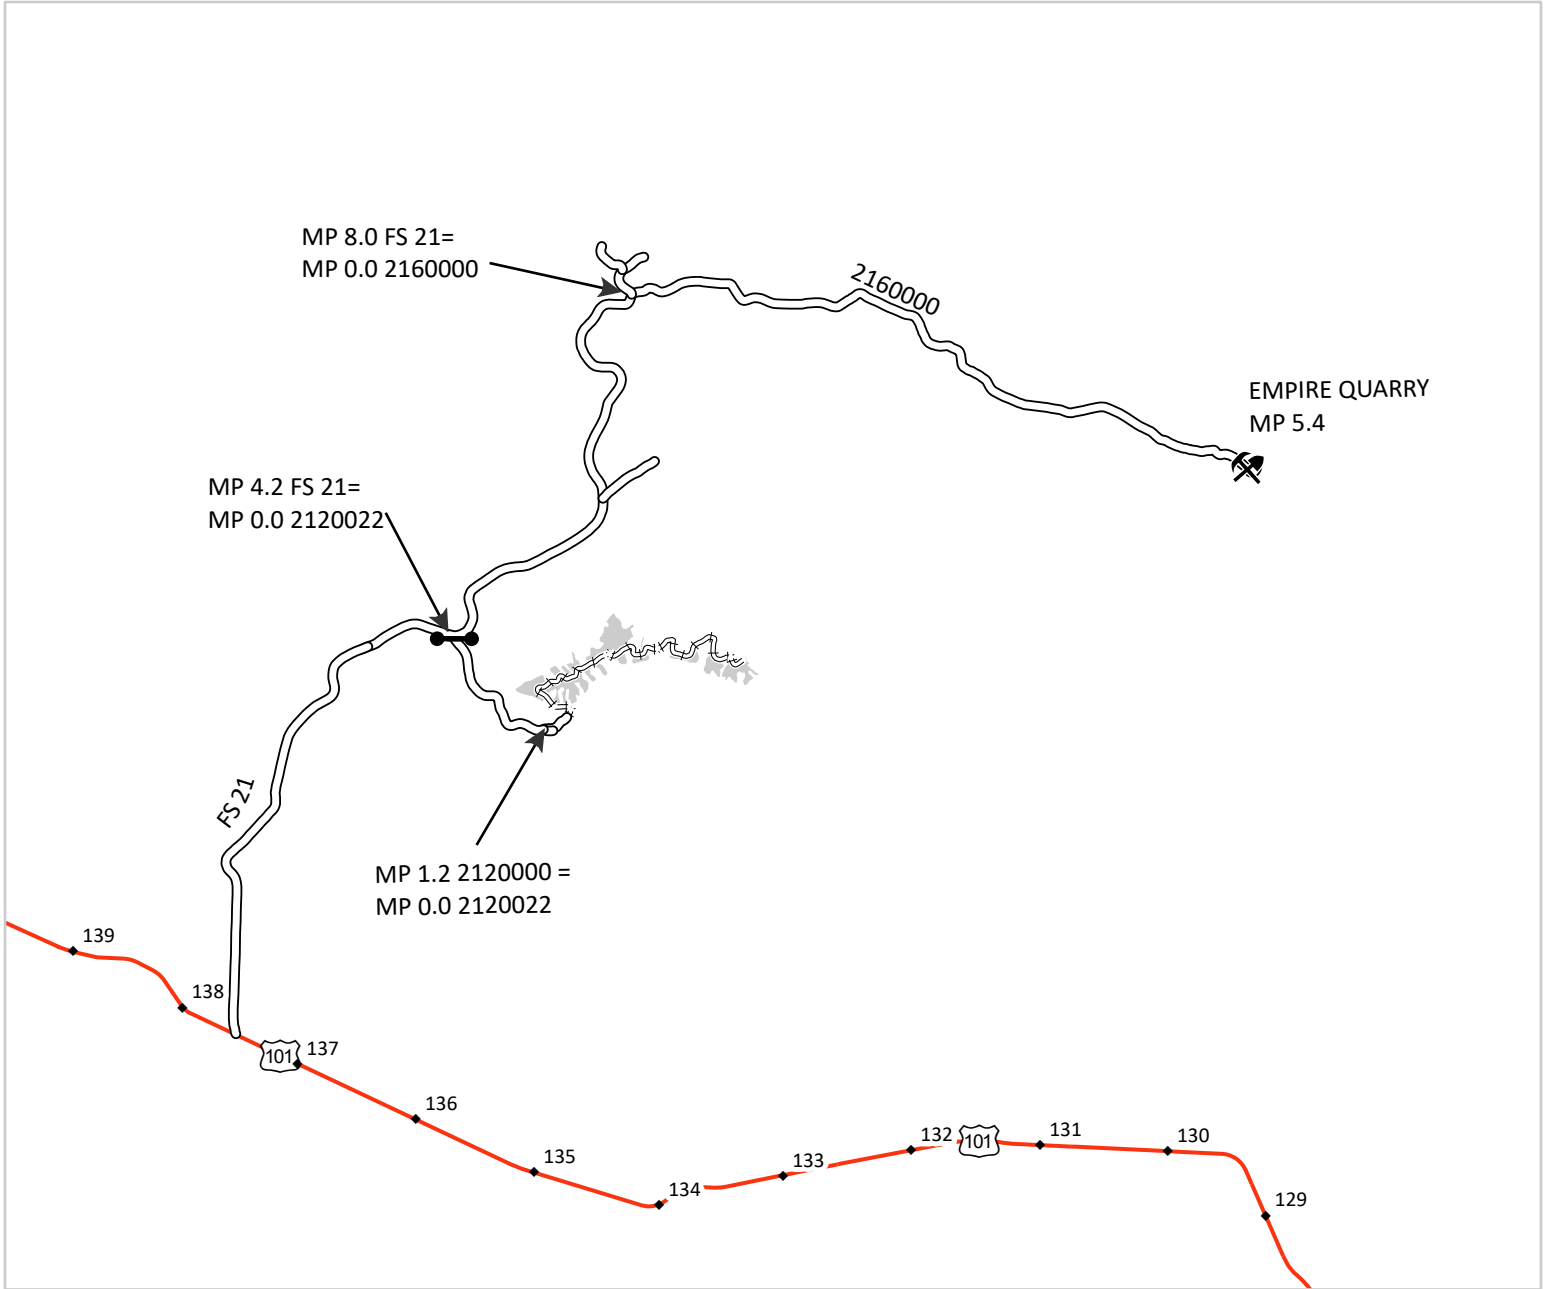 MP 8.0 FS 21=
MP 0.0 2160000
2160000
EMPIRE QUARRY
MP 5.4
MP 4.2 FS 21=
MP 0.0 2120022
FS 21
MP 1.2 2120000 =
MP 0.0 2120022
139
138
101
137
136
135
134
133
132
101
131
130
129